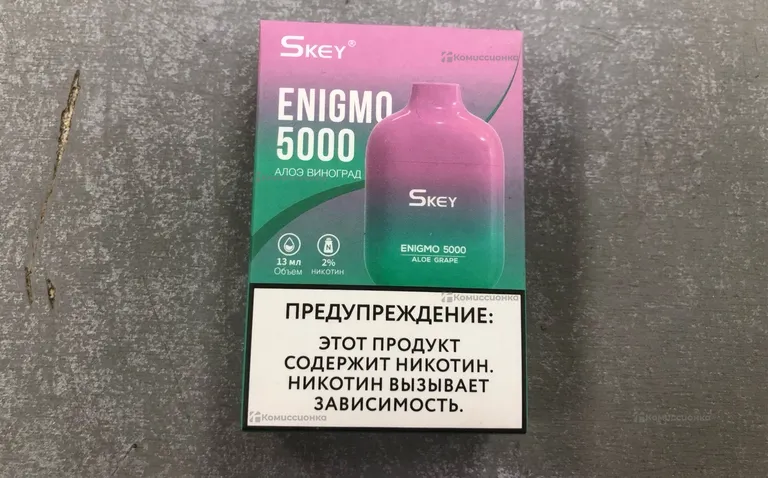 SKEY®
Комиссионка
ENIGMO
5000
АЛОЭ ВИНОГРАД
SKEY
ENIGMO 5000
ALOE GRAPE
13 мл
Объем
N
2%
никотин
Комиссионка
ПРЕДУПРЕЖДЕНИЕ:
ЭТОТ ПРОДУКТ
СОДЕРЖИТ НИКОТИН.
НИКОТИН ВЫЗЫВАЕТ
ЗАВИСИМОСТЬ.
Комиссионка